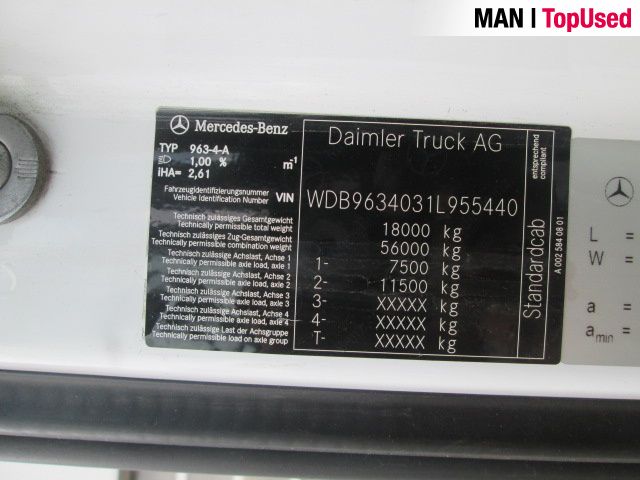 MAN | TopUsed
Mercedes-Benz
Daimler Truck AG
TYP 963-4-A
1,00 % m-1
iHA= 2,61
entsprechend
compliant
Fahrzeugidentifizierungsnummer
Vehicle Identification Number VIN WDB9634031L955440
Technisch zulässiges Gesamtgewicht
Technically permissible total weight 18000 kg
Technisch zulässiges Zug-Gesamtgewicht
Technically permissible combination weight 56000 kg
Technisch zulässige Achslast, Achse 1
Technically permissible axle load, axle 1 1- 7500 kg
Technisch zulässige Achslast, Achse 2
Technically permissible axle load, axle 2 2- 11500 kg
Technisch zulässige Achslast, Achse 3
Technically permissible axle load, axle 3 3- XXXXX kg
Technisch zulässige Achslast, Achse 4
Technically permissible axle load, axle 4 4- XXXXX kg
Technisch zulässige Last der Achsgruppe
Technically permissible load on axle group T- XXXXX kg
Standardcab
A 002 584 08 01
L =
W =
a =
a min =